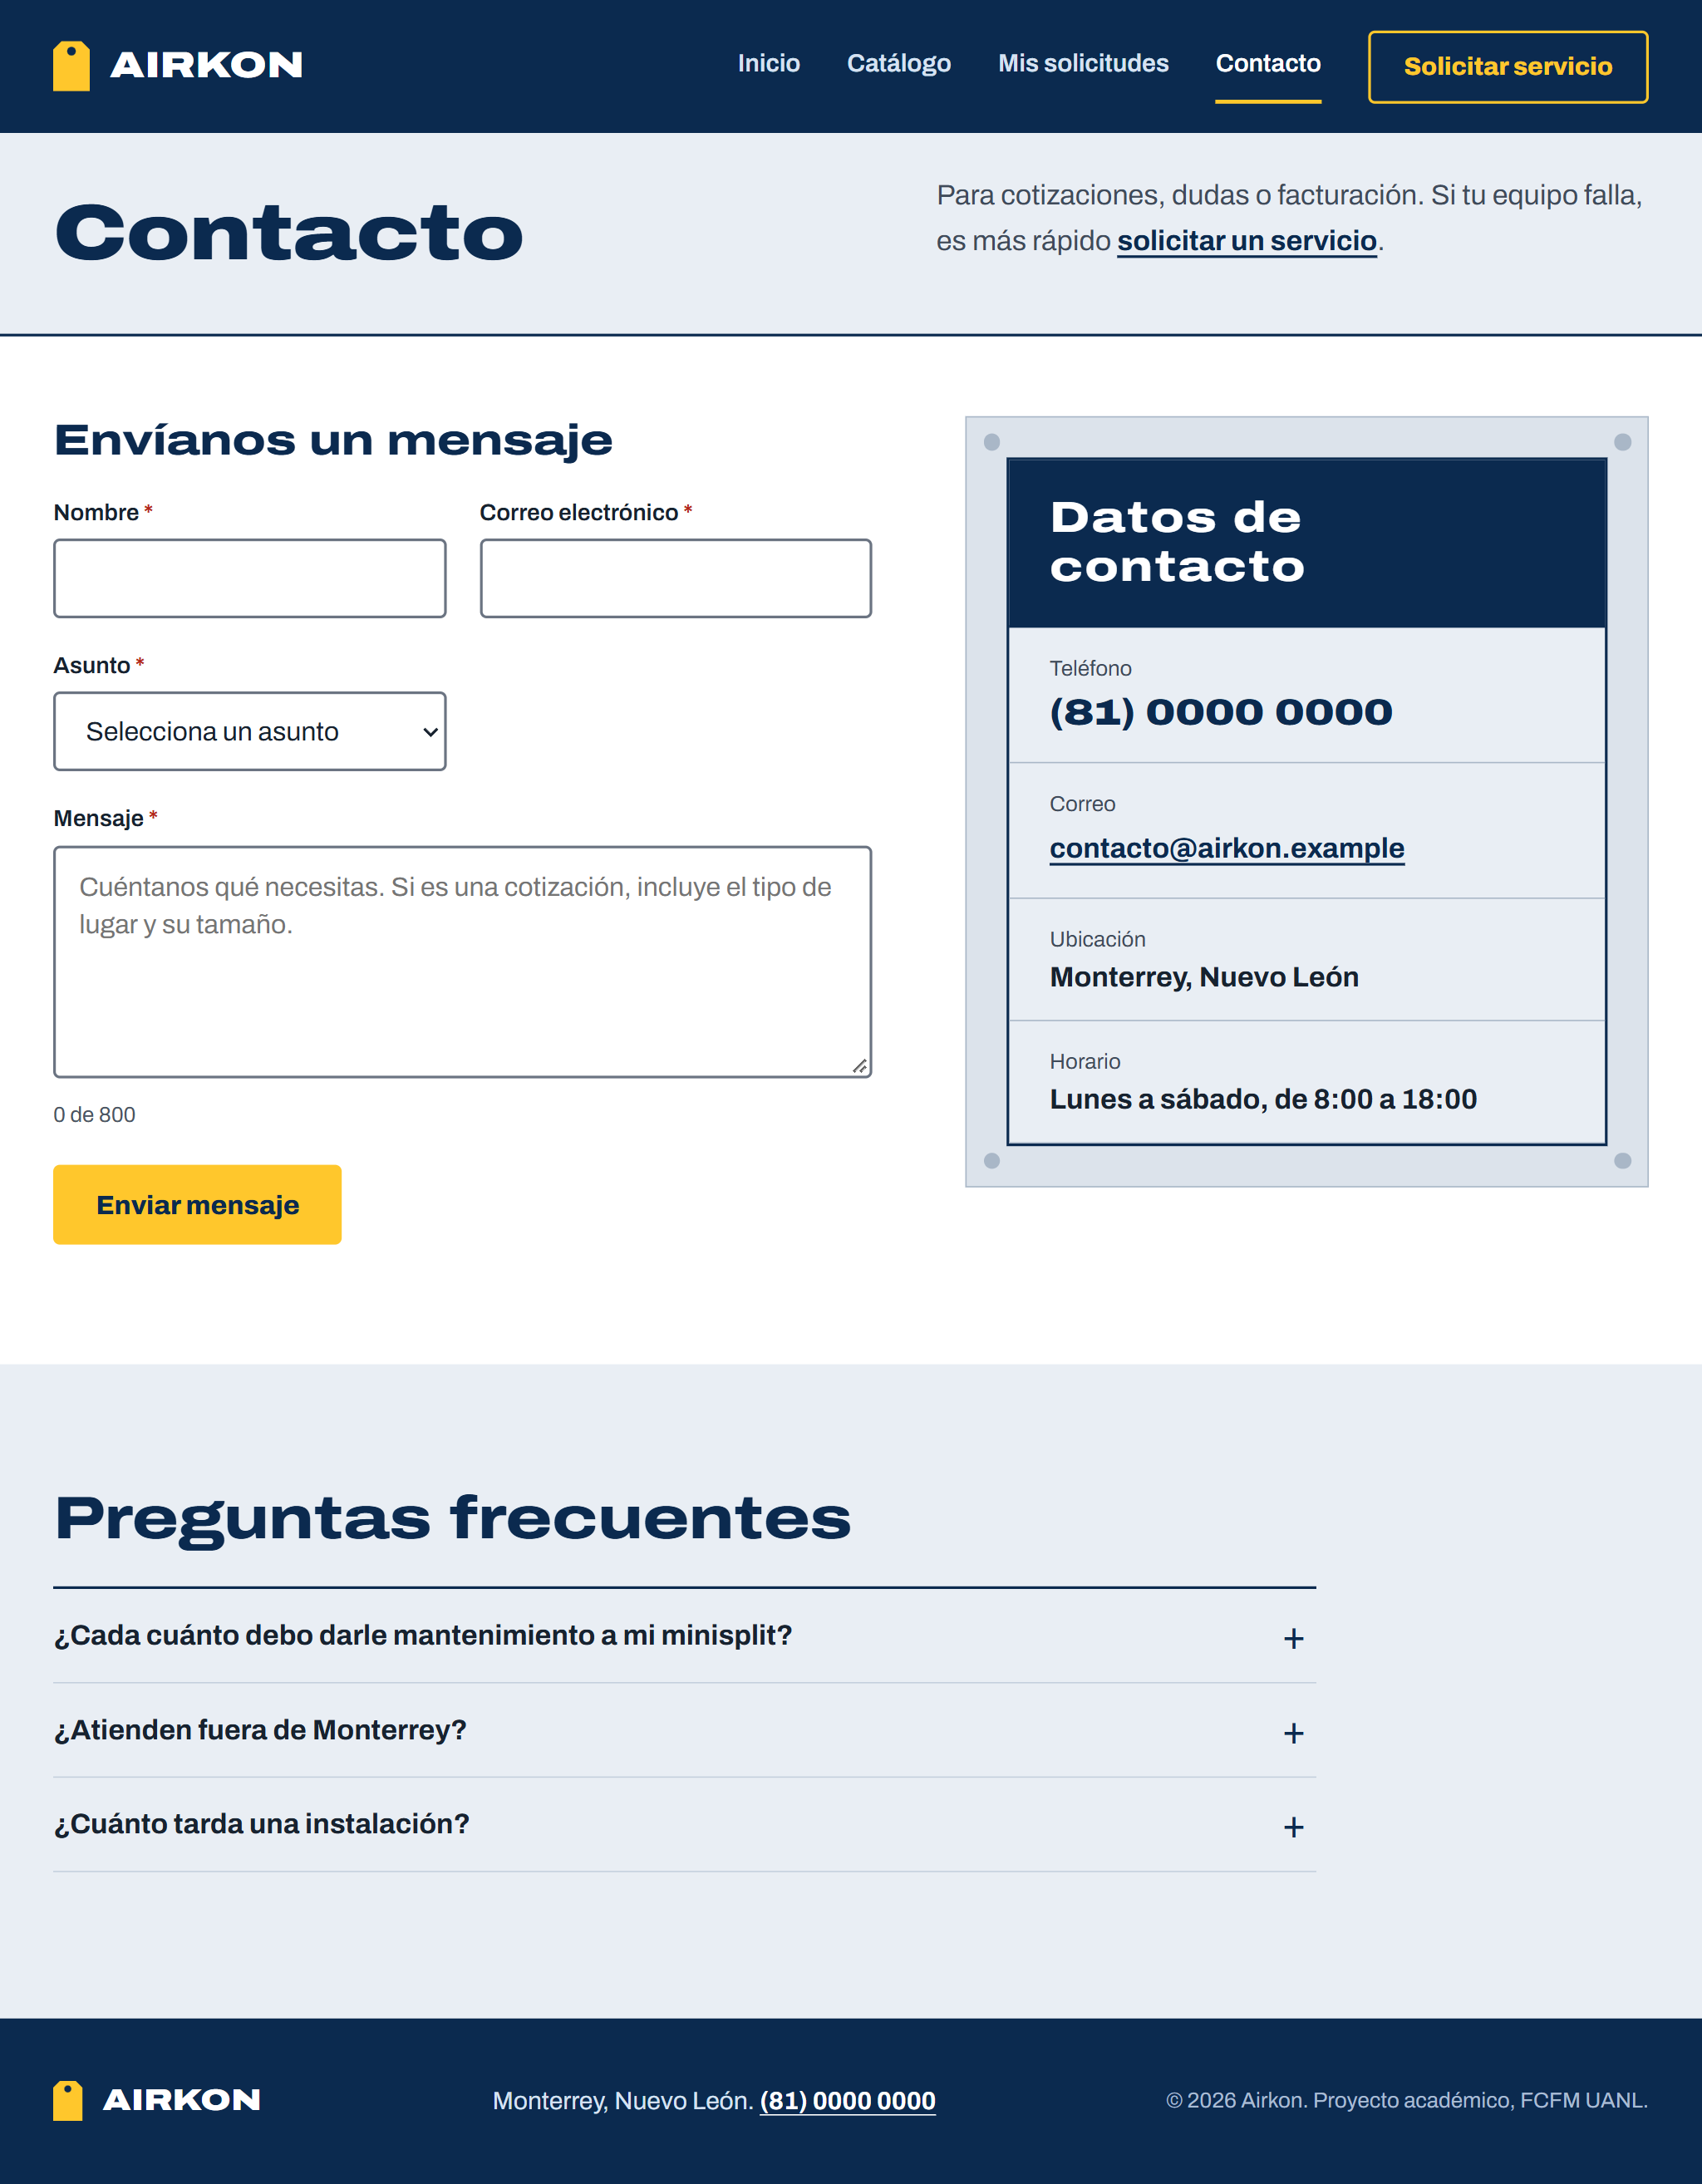 AIRKON
Inicio
Catálogo
Mis solicitudes
Contacto
Solicitar servicio
Contacto
Para cotizaciones, dudas o facturación. Si tu equipo falla,
es más rápido solicitar un servicio.
Envíanos un mensaje
Nombre *
Correo electrónico *
Asunto *
Selecciona un asunto
Mensaje *
Cuéntanos qué necesitas. Si es una cotización, incluye el tipo de
lugar y su tamaño.
0 de 800
Enviar mensaje
Datos de
contacto
Teléfono
(81) 0000 0000
Correo
contacto@airkon.example
Ubicación
Monterrey, Nuevo León
Horario
Lunes a sábado, de 8:00 a 18:00
Preguntas frecuentes
¿Cada cuánto debo darle mantenimiento a mi minisplit? +
¿Atienden fuera de Monterrey? +
¿Cuánto tarda una instalación? +
AIRKON
Monterrey, Nuevo León. (81) 0000 0000
© 2026 Airkon. Proyecto académico, FCFM UANL.